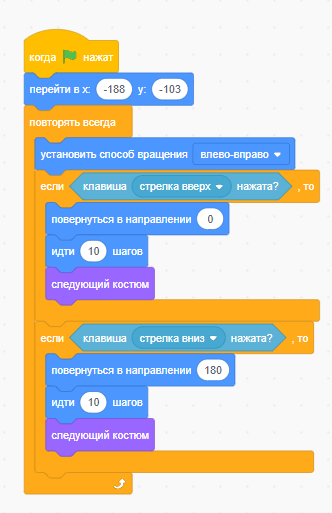 когда нажат
перейти в x: -188 y: -103
повторять всегда
установить способ вращения влево-вправо
если клавиша стрелка вверх нажата? , то
повернуться в направлении 0
идти 10 шагов
следующий костюм
если клавиша стрелка вниз нажата? , то
повернуться в направлении 180
идти 10 шагов
следующий костюм